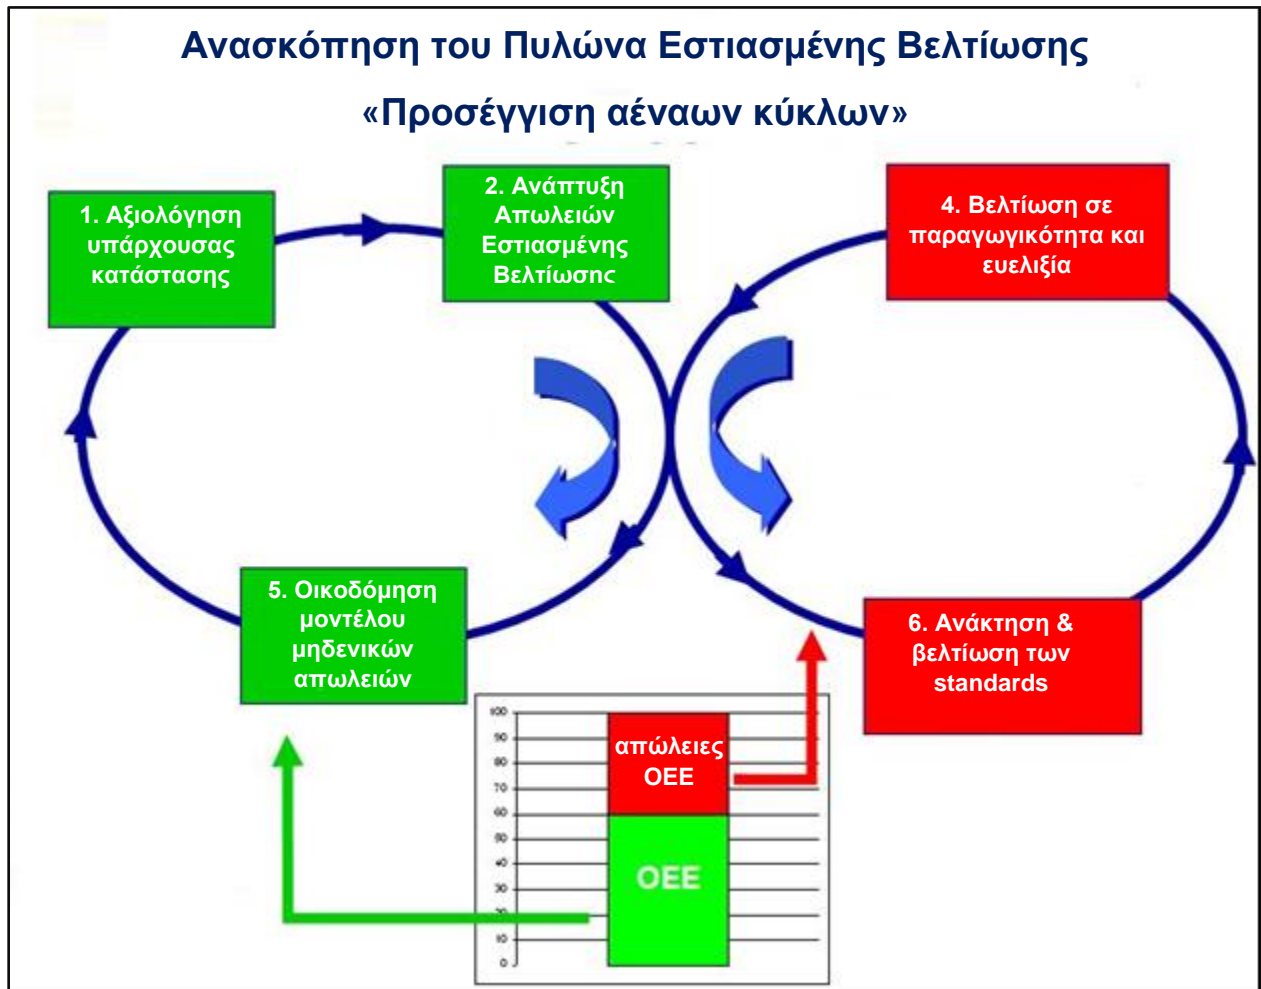 Ανασκόπηση του Πυλώνα Εστιασμένης Βελτίωσης
«Προσέγγιση αέναων κύκλων»
1. Αξιολόγηση
υπάρχουσας
κατάστασης
2. Ανάπτυξη
Απωλειών
Εστιασμένης
Βελτίωσης
4. Βελτίωση σε
παραγωγικότητα και
ευελιξία
5. Οικοδόμηση
μοντέλου
μηδενικών
απωλειών
6. Ανάκτηση &
βελτίωση των
standards
100
90
80
70
60
50
40
30
20
10
0
απώλειες
ΟΕΕ
OEE